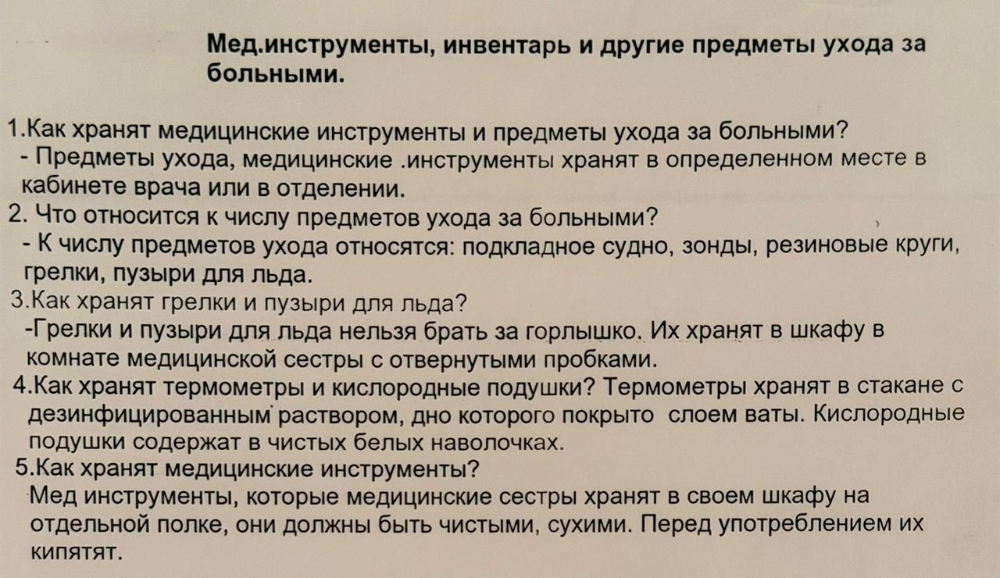 Мед.инструменты, инвентарь и другие предметы ухода за
больными.
1.Как хранят медицинские инструменты и предметы ухода за больными?
- Предметы ухода, медицинские .инструменты хранят в определенном месте в
кабинете врача или в отделении.
2. Что относится к числу предметов ухода за больными?
- К числу предметов ухода относятся: подкладное судно, зонды, резиновые круги,
грелки, пузыри для льда.
3.Как хранят грелки и пузыри для льда?
-Грелки и пузыри для льда нельзя брать за горлышко. Их хранят в шкафу в
комнате медицинской сестры с отвернутыми пробками.
4.Как хранят термометры и кислородные подушки? Термометры хранят в стакане с
дезинфицированным раствором, дно которого покрыто слоем ваты. Кислородные
подушки содержат в чистых белых наволочках.
5.Как хранят медицинские инструменты?
Мед инструменты, которые медицинские сестры хранят в своем шкафу на
отдельной полке, они должны быть чистыми, сухими. Перед употреблением их
кипятят.